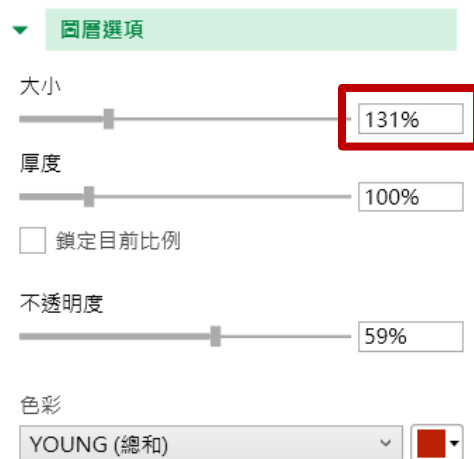 圖層選項
大小
131%
厚度
100%
鎖定目前比例
不透明度
59%
色彩
YOUNG (總和)